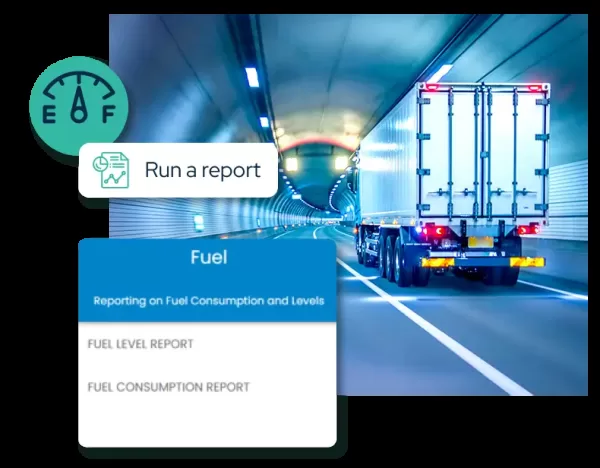 E F
Run a report
Fuel
Reporting on Fuel Consumption and Levels
FUEL LEVEL REPORT
FUEL CONSUMPTION REPORT